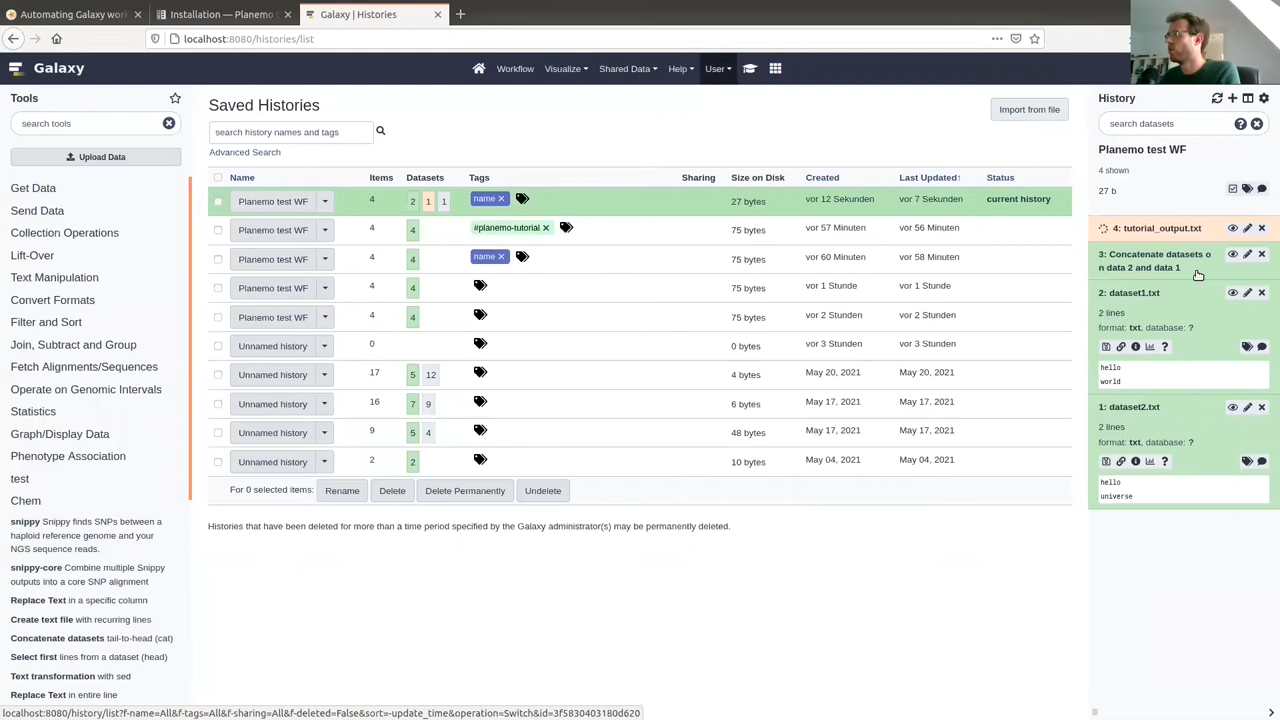 Automating Galaxy wor
Installation — Planemo t
Galaxy | Histories
localhost:8080/histories/list
Galaxy
Workflow
Visualize
Shared Data
Help
User
Tools
search tools
Upload Data
Get Data
Send Data
Collection Operations
Lift-Over
Text Manipulation
Convert Formats
Filter and Sort
Join, Subtract and Group
Fetch Alignments/Sequences
Operate on Genomic Intervals
Statistics
Graph/Display Data
Phenotype Association
test
Chem
snippy Snippy finds SNPs between a
haploid reference genome and your
NGS sequence reads.
snippy-core Combine multiple Snippy
outputs into a core SNP alignment
Replace Text in a specific column
Create text file with recurring lines
Concatenate datasets tail-to-head (cat)
Select first lines from a dataset (head)
Text transformation with sed
Replace Text in entire line
Saved Histories
Import from file
search history names and tags
Advanced Search
Name Items Datasets Tags Sharing Size on Disk Created Last Updated↑ Status
Planemo test WF 4 2 1 1 name 27 bytes vor 12 Sekunden vor 7 Sekunden current history
Planemo test WF 4 4 #planemo-tutorial 75 bytes vor 57 Minuten vor 56 Minuten
Planemo test WF 4 4 name 75 bytes vor 60 Minuten vor 58 Minuten
Planemo test WF 4 4 75 bytes vor 1 Stunde vor 1 Stunde
Planemo test WF 4 4 75 bytes vor 2 Stunden vor 2 Stunden
Unnamed history 0 0 bytes vor 3 Stunden vor 3 Stunden
Unnamed history 17 5 12 4 bytes May 20, 2021 May 20, 2021
Unnamed history 16 7 9 6 bytes May 17, 2021 May 17, 2021
Unnamed history 9 5 4 48 bytes May 17, 2021 May 17, 2021
Unnamed history 2 2 10 bytes May 04, 2021 May 04, 2021
For 0 selected items: Rename Delete Delete Permanently Undelete
Histories that have been deleted for more than a time period specified by the Galaxy administrator(s) may be permanently deleted.
History
search datasets
Planemo test WF
4 shown
27 b
4: tutorial_output.txt
3: Concatenate datasets o
n data 2 and data 1
2: dataset1.txt
2 lines
format: txt, database: ?
hello
world
1: dataset2.txt
2 lines
format: txt, database: ?
hello
universe
localhost:8080/history/list?f-name=All&f-tags=All&f-sharing=All&f-deleted=False&sort=-update_time&operation=Switch&id=3f5830403180d620